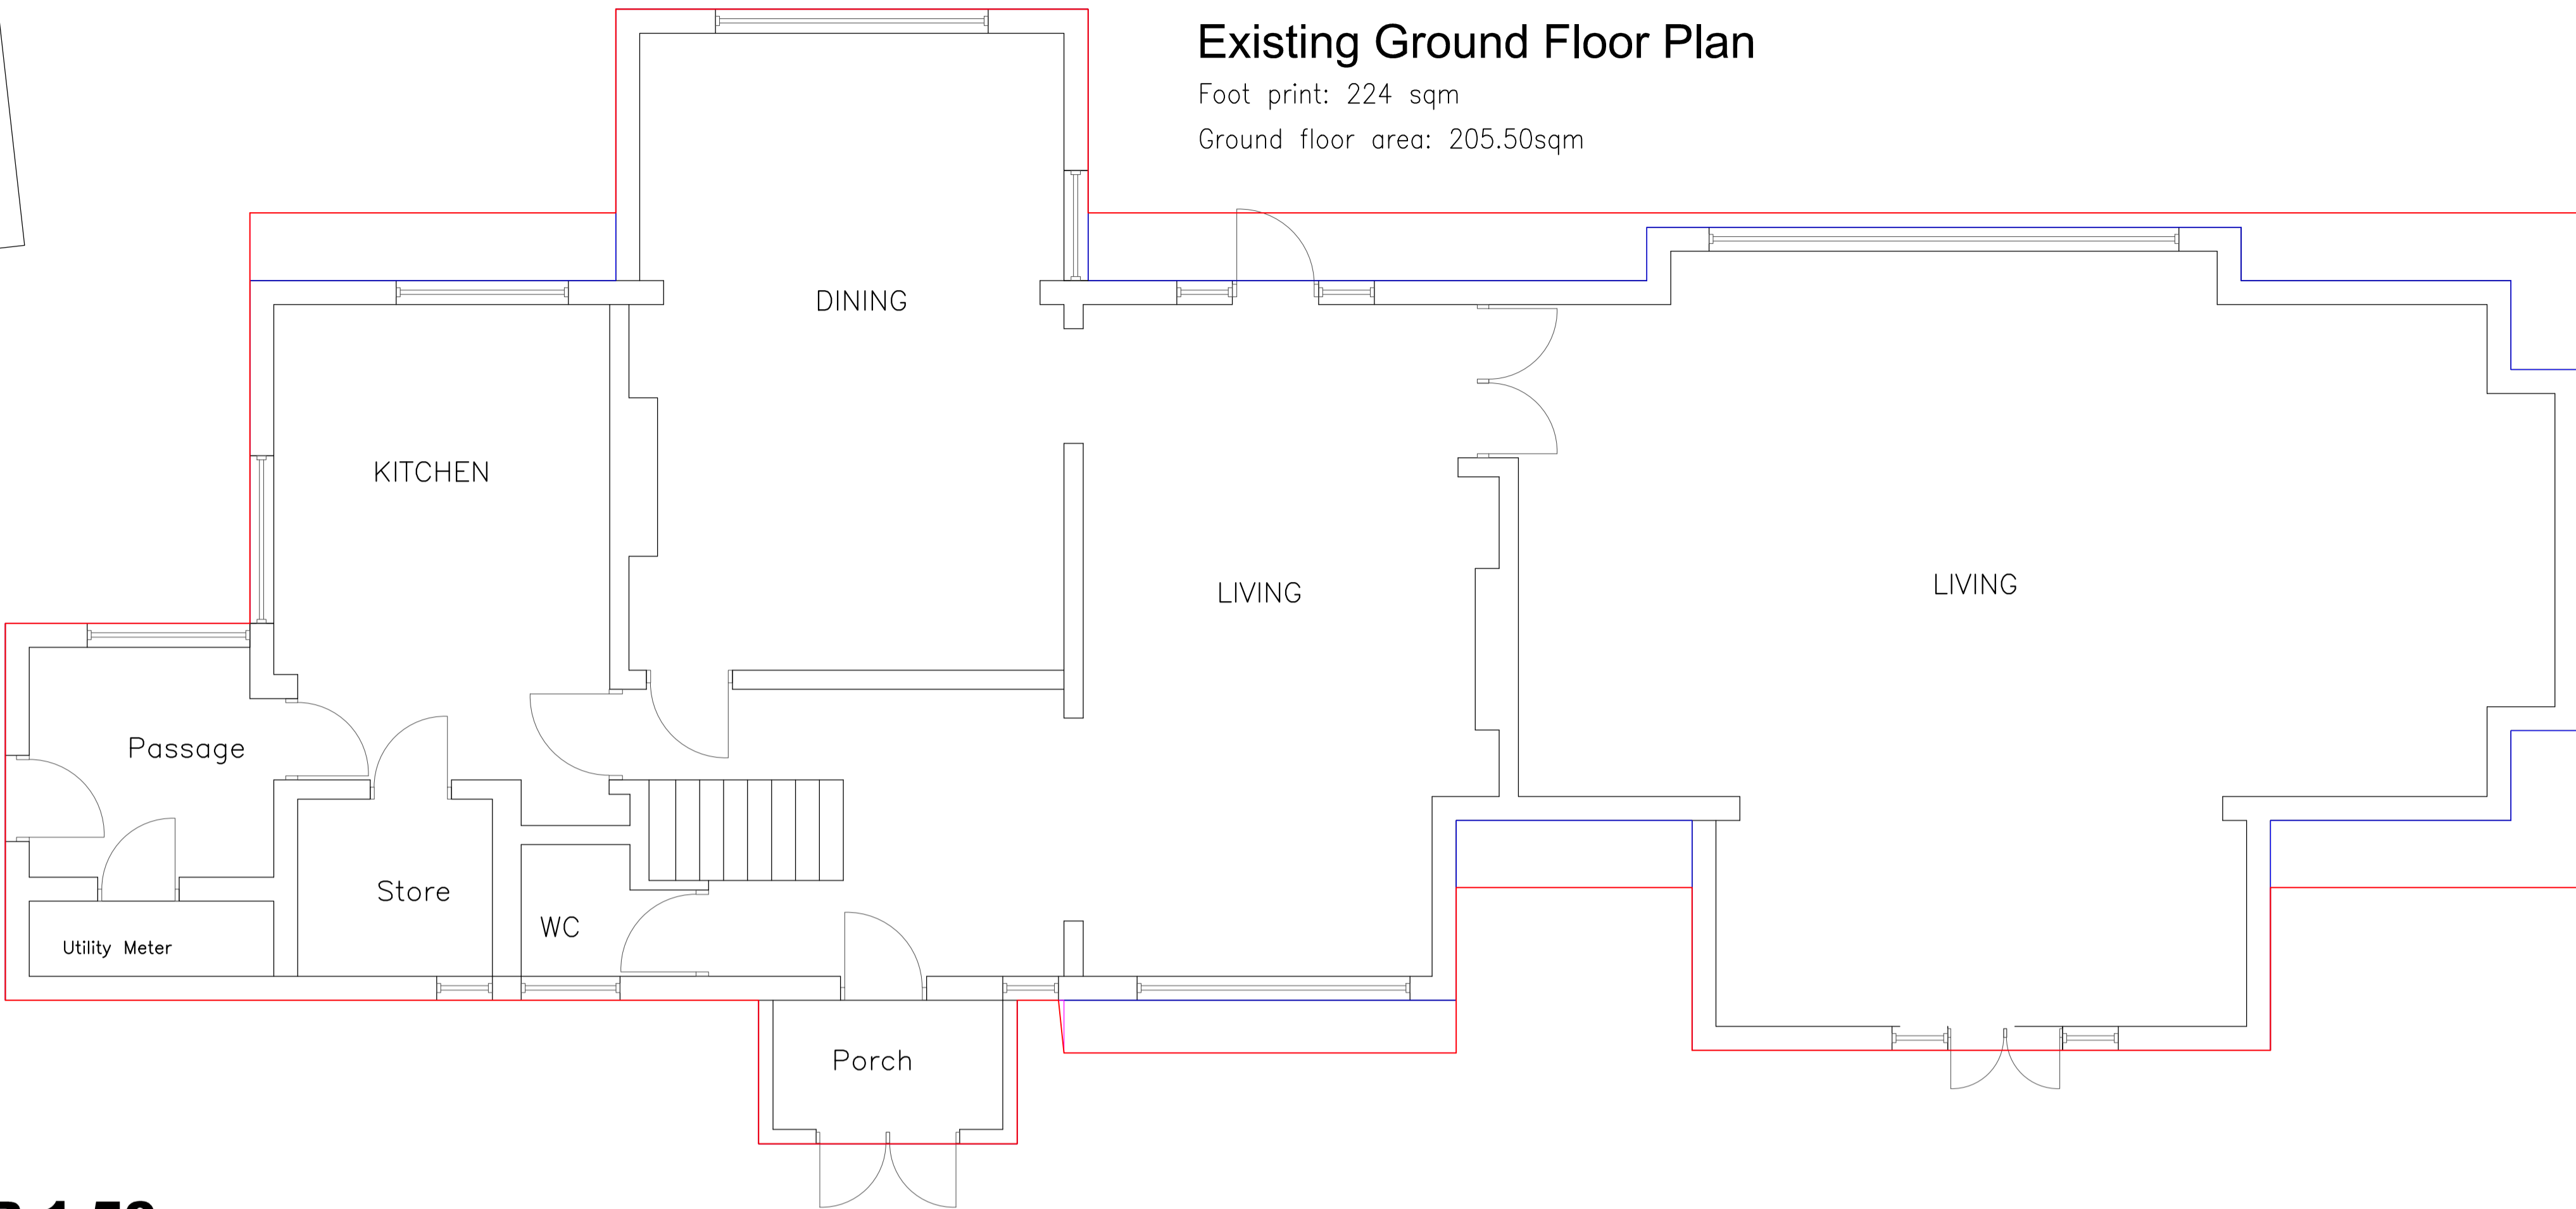 Existing Ground Floor Plan
Foot print: 224 sqm
Ground floor area: 205.50sqm
DINING
KITCHEN
LIVING
LIVING
Passage
Store
WC
Utility Meter
Porch